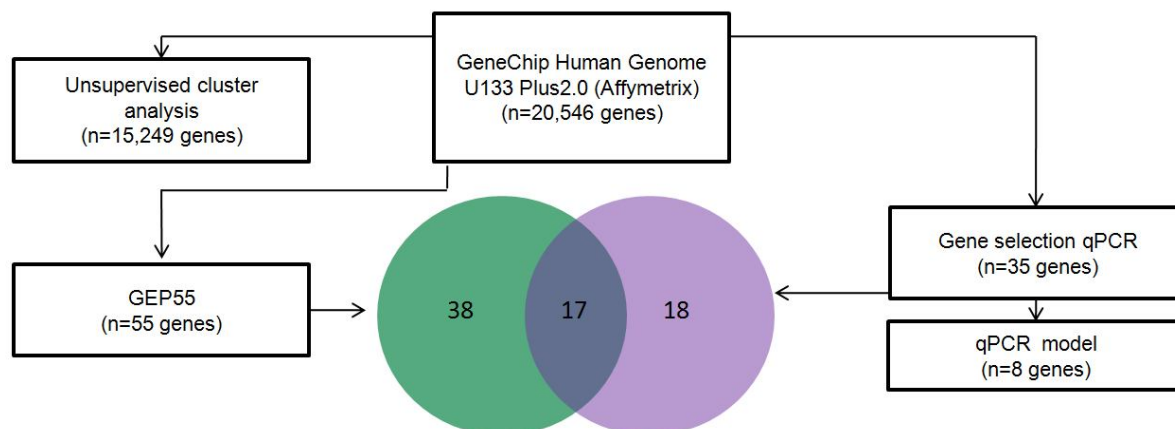 GeneChip Human Genome
U133 Plus2.0 (Affymetrix)
(n=20,546 genes)
Unsupervised cluster
analysis
(n=15,249 genes)
GEP55
(n=55 genes)
38
17
18
Gene selection qPCR
(n=35 genes)
qPCR model
(n=8 genes)